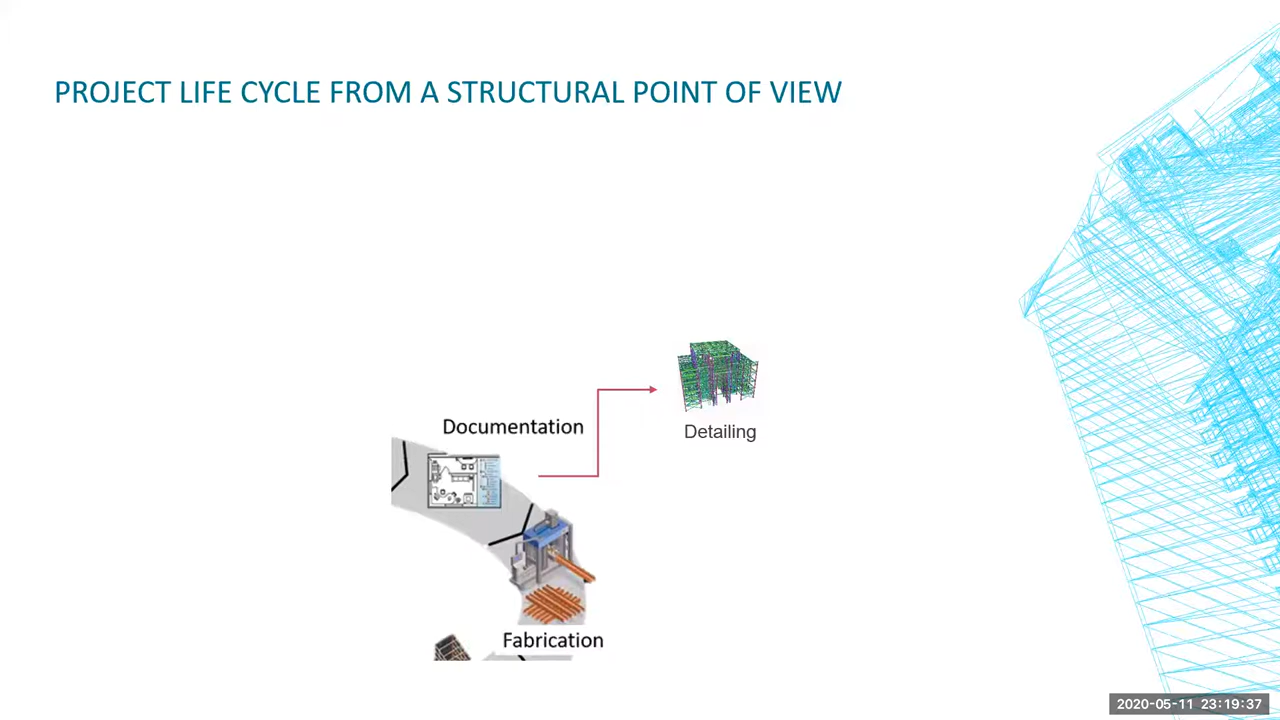 PROJECT LIFE CYCLE FROM A STRUCTURAL POINT OF VIEW
Documentation
Detailing
Fabrication
2020-05-11 23:19:37